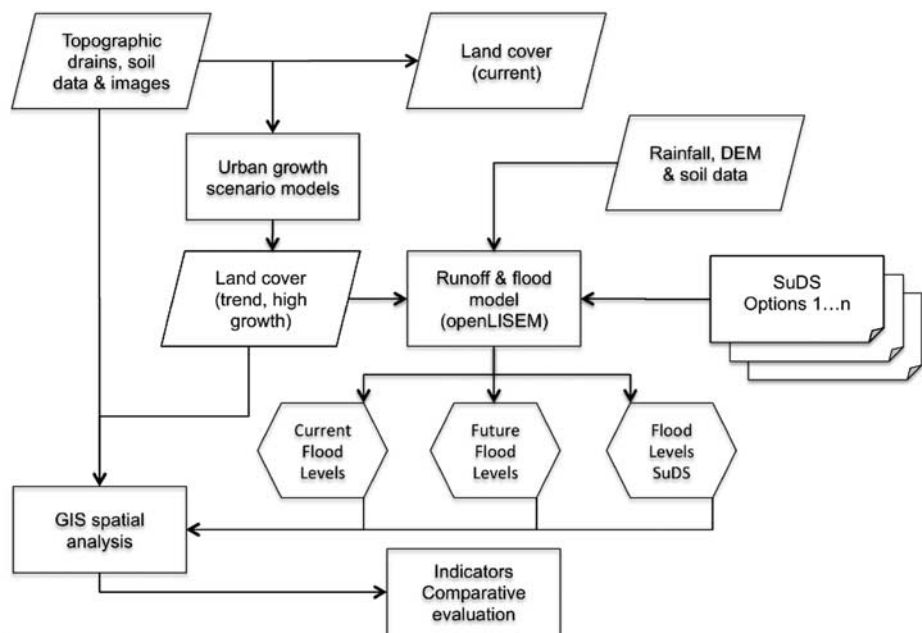 Topographic
drains, soil
data & images
Land cover
(current)
Urban growth
scenario models
Rainfall, DEM
& soil data
Land cover
(trend, high
growth)
Runoff & flood
model
(openLISEM)
SuDS
Options 1...n
Current
Flood
Levels
Future
Flood
Levels
Flood
Levels
SuDS
GIS spatial
analysis
Indicators
Comparative
evaluation